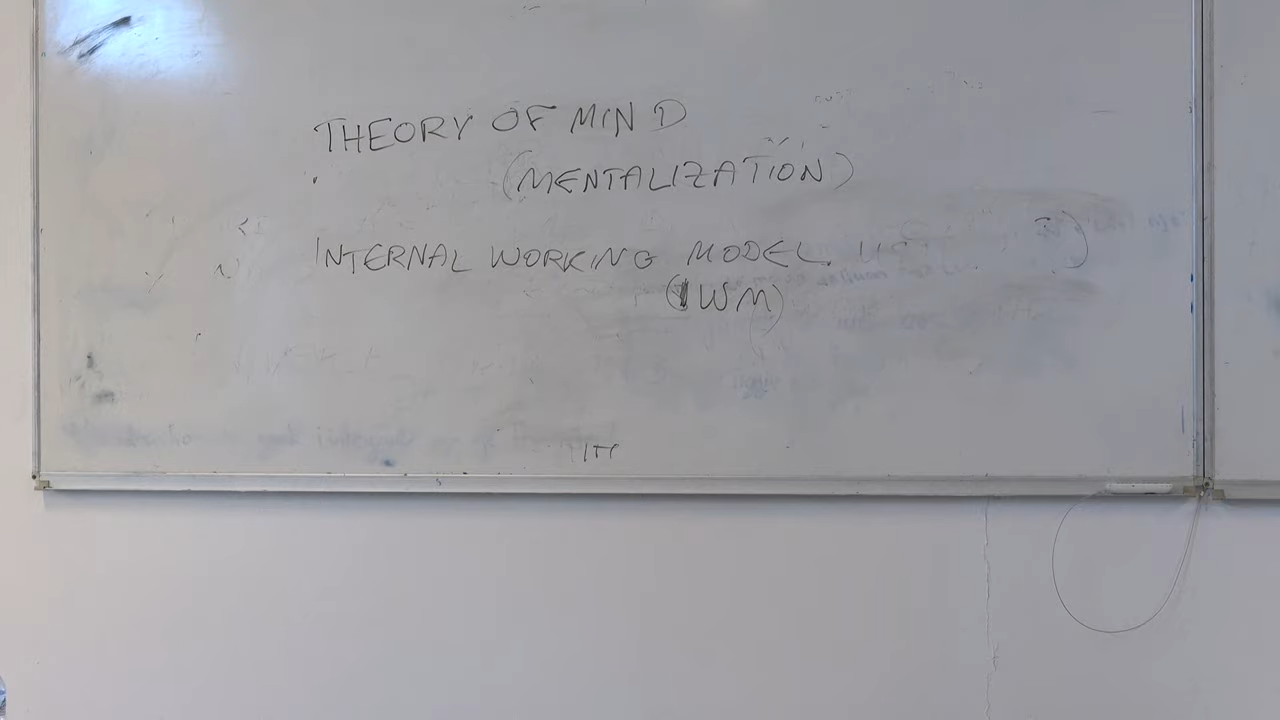 THEORY OF MIND
(MENTALIZATION)
INTERNAL WORKING MODEL
(IWM)